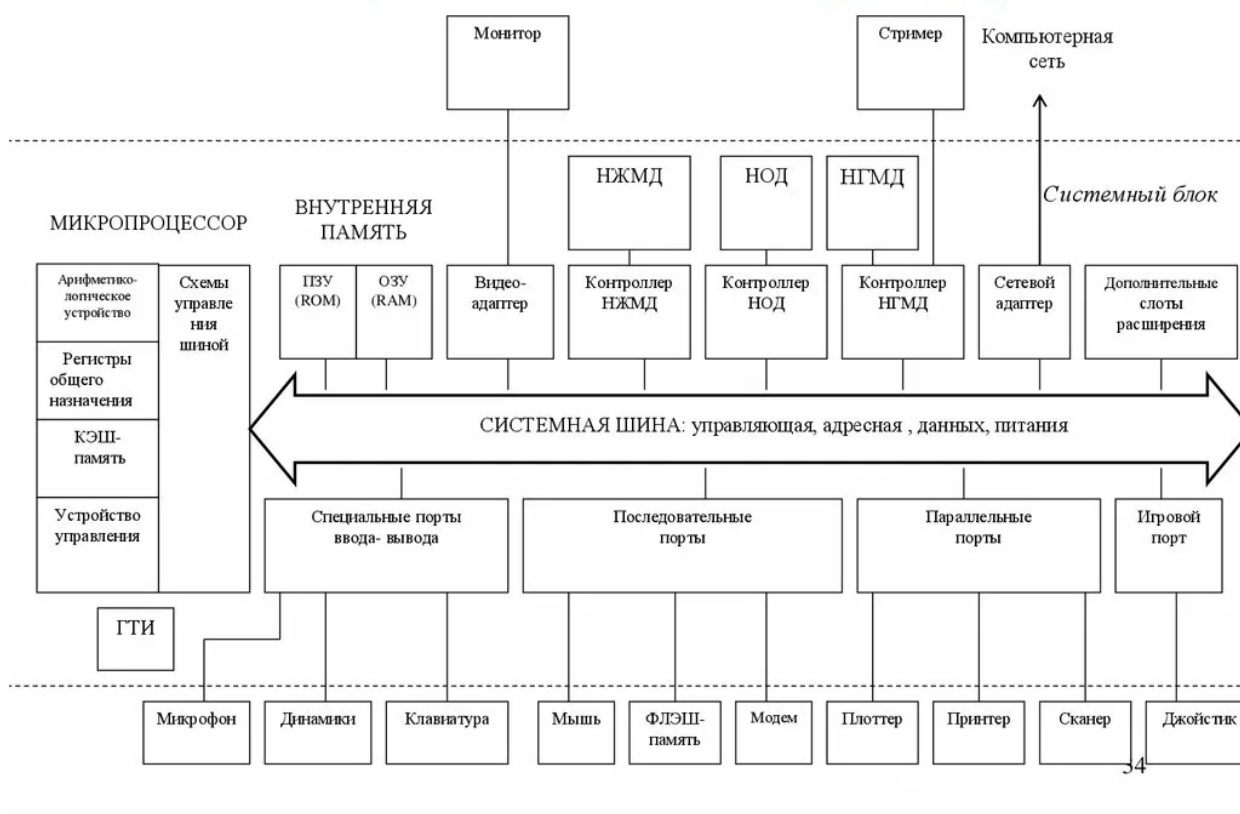 Монитор
Стример
Компьютерная
сеть
НЖМД
НОД
НГМД
Системный блок
МИКРОПРОЦЕССОР
ВНУТРЕННЯЯ
ПАМЯТЬ
Арифметико-
логическое
устройство
Схемы
управле
ния
шиной
ПЗУ
(ROM)
ОЗУ
(RAM)
Видео-
адаптер
Контроллер
НЖМД
Контроллер
НОД
Контроллер
НГМД
Сетевой
адаптер
Дополнительные
слоты
расширения
Регистры
общего
назначения
КЭШ-
память
Устройство
управления
СИСТЕМНАЯ ШИНА: управляющая, адресная , данных, питания
Специальные порты
ввода- вывода
Последовательные
порты
Параллельные
порты
Игровой
порт
ГТИ
Микрофон
Динамики
Клавиатура
Мышь
ФЛЭШ-
память
Модем
Плоттер
Принтер
Сканер
Джойстик
34